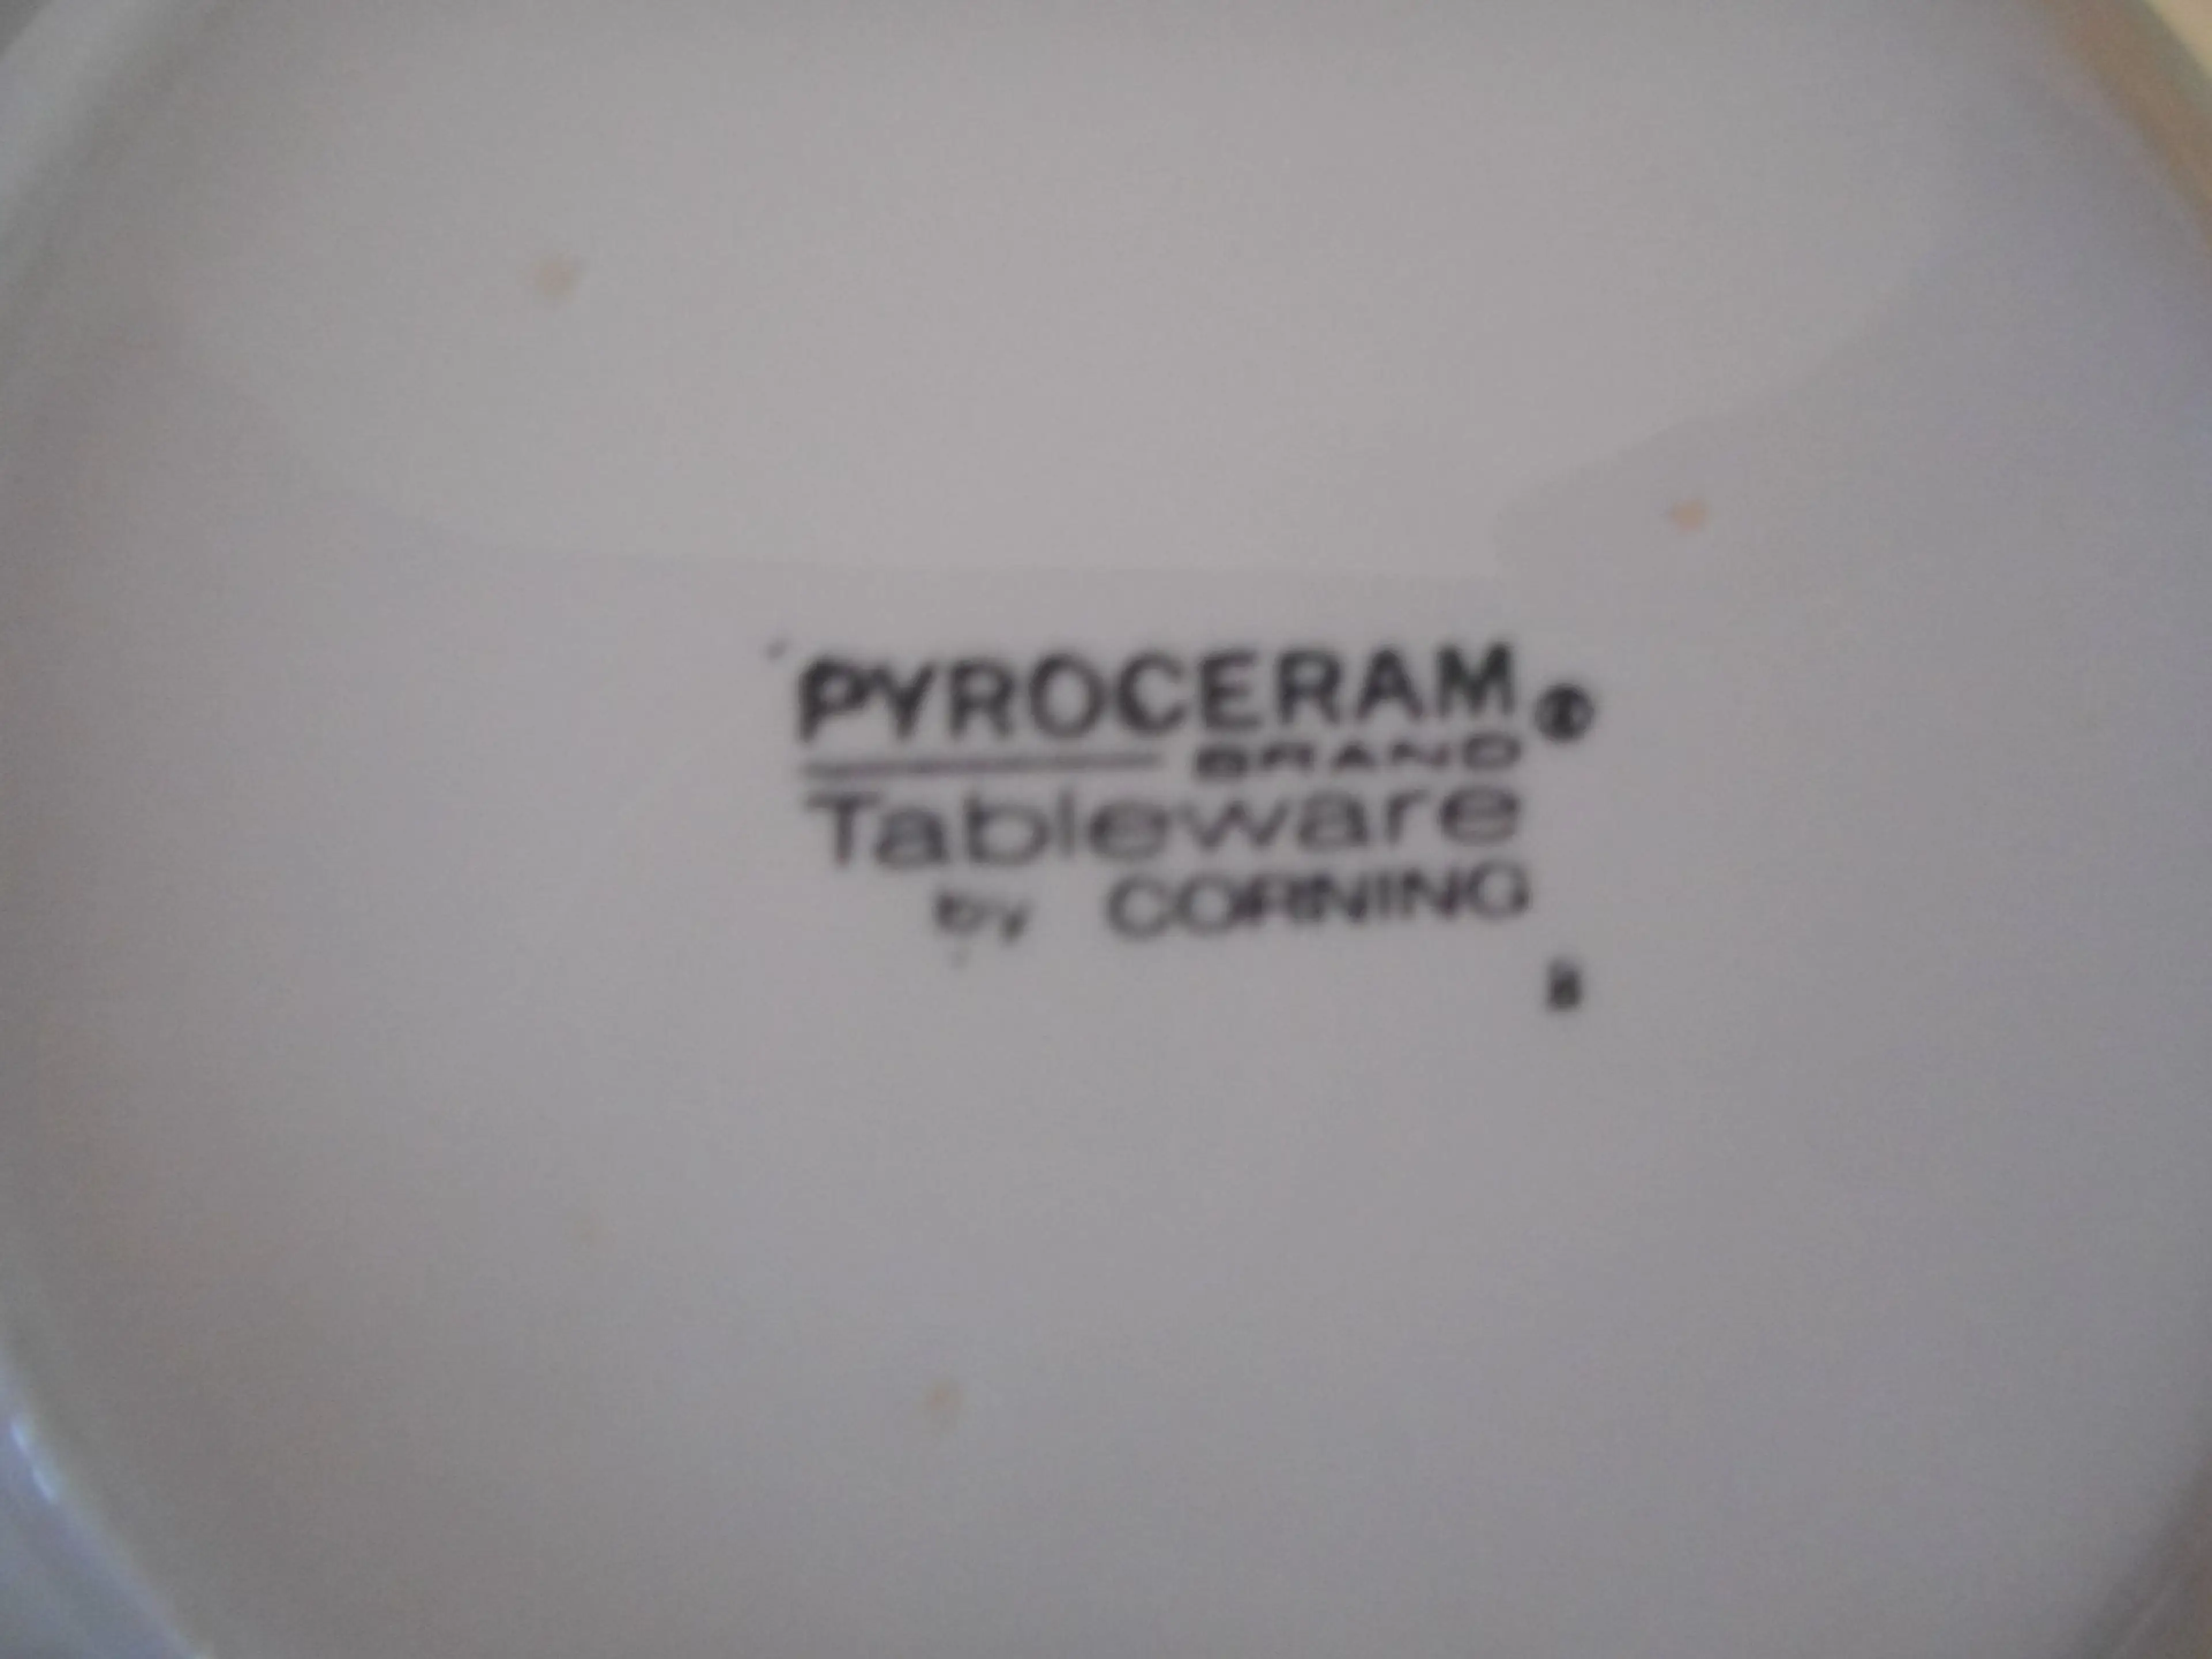 PYROCERAM®
BRAND
Tableware
by CORNING